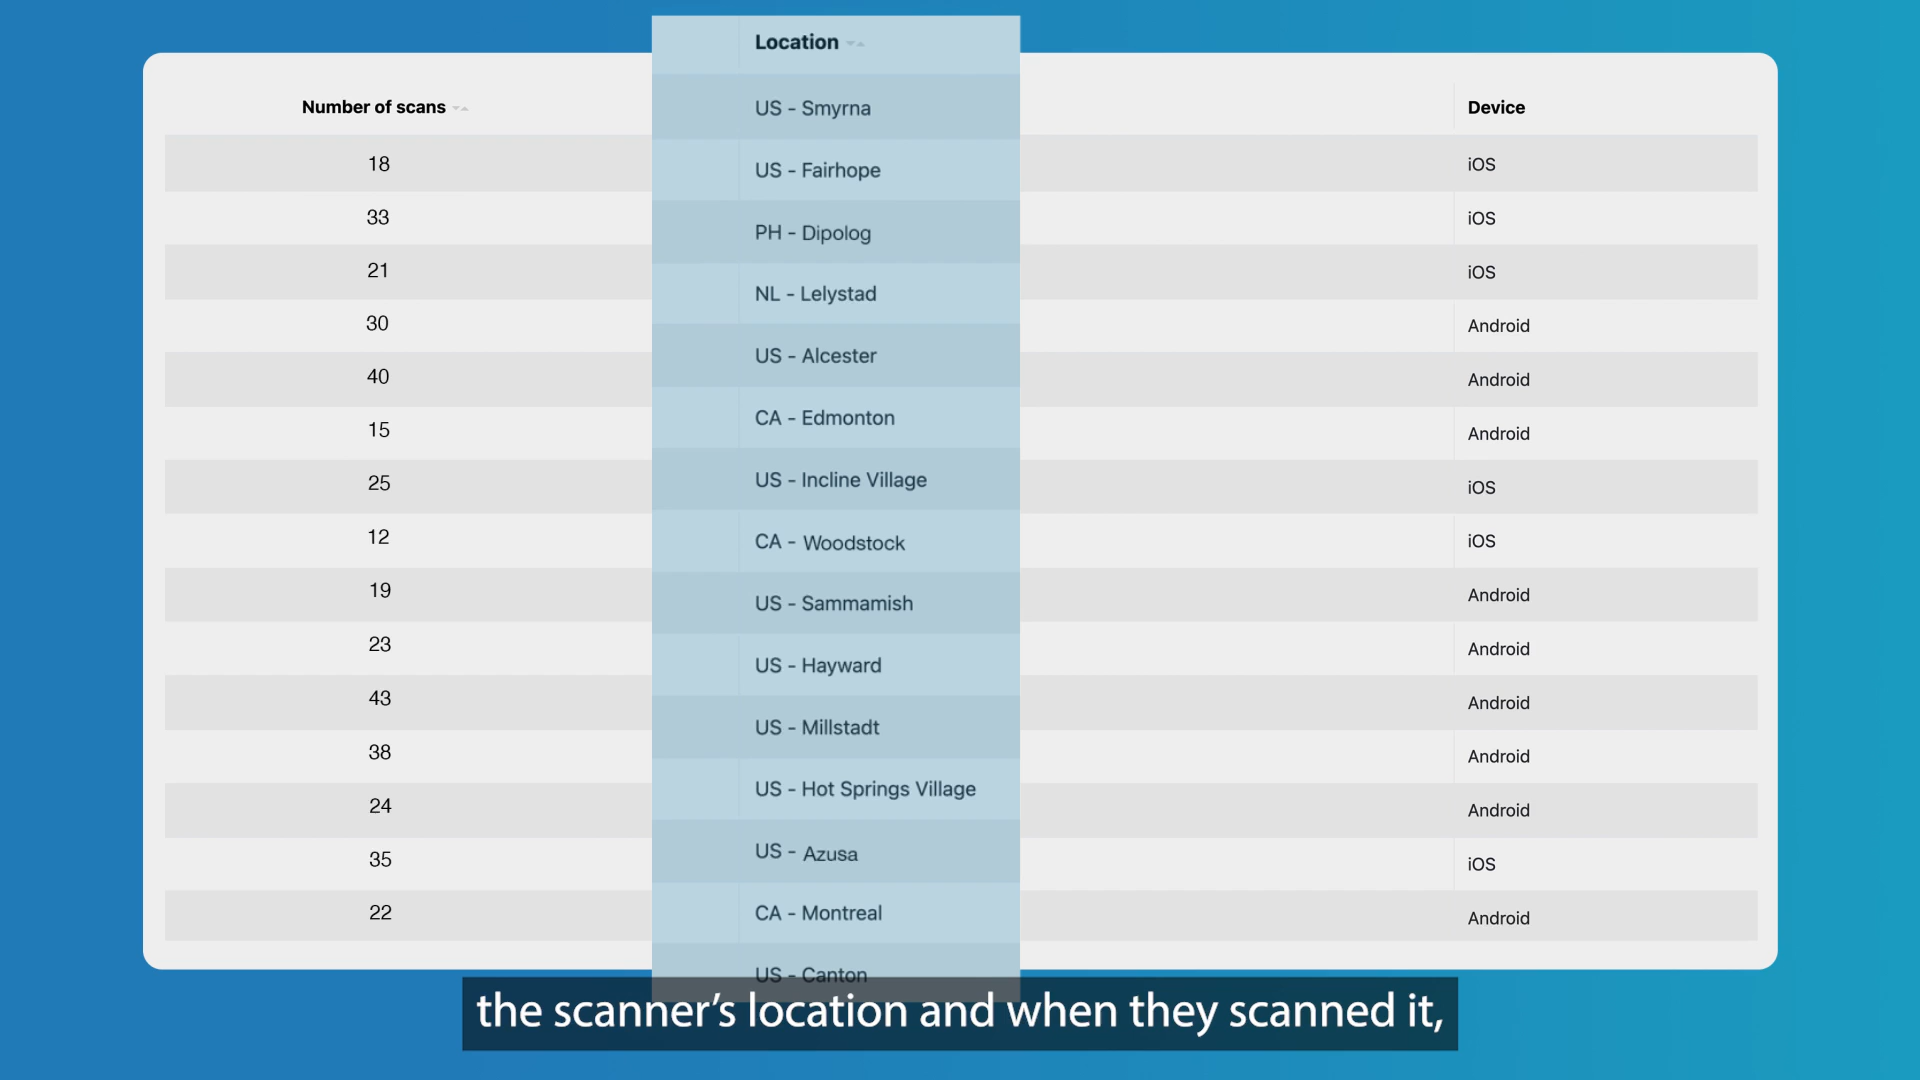 Location
Number of scans
Device
US - Smyrna
18
iOS
US - Fairhope
33
iOS
PH - Dipolog
21
iOS
NL - Lelystad
30
Android
US - Alcester
40
Android
CA - Edmonton
15
Android
US - Incline Village
25
iOS
CA - Woodstock
12
iOS
US - Sammamish
19
Android
US - Hayward
23
Android
US - Millstadt
43
Android
US - Hot Springs Village
38
Android
US - Azusa
24
Android
CA - Montreal
35
iOS
US - Canton
22
Android
the scanner’s location and when they scanned it,